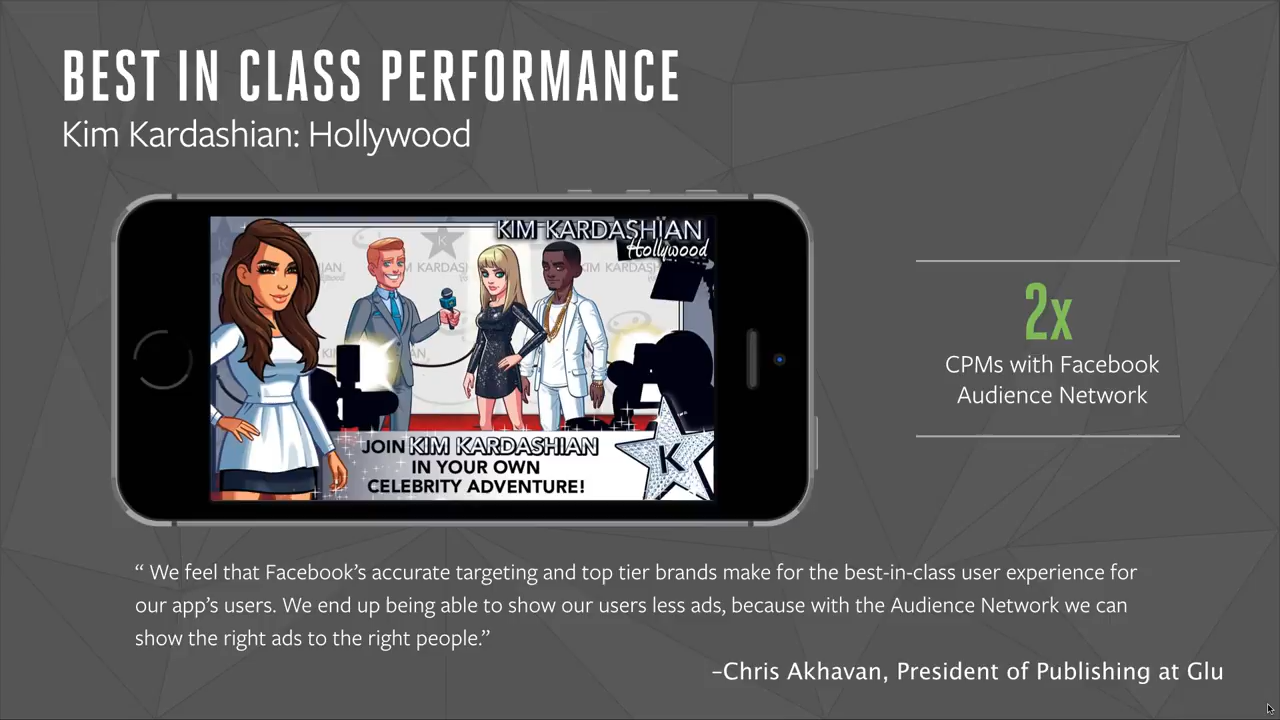 BEST IN CLASS PERFORMANCE
Kim Kardashian: Hollywood
KIM KARDASHIAN
Hollywood
KIM KARDASH
KIM KARDASHIAN
K
JOIN KIM KARDASHIAN
IN YOUR OWN
CELEBRITY ADVENTURE!
K
2x
CPMs with Facebook
Audience Network
“ We feel that Facebook’s accurate targeting and top tier brands make for the best-in-class user experience for
our app’s users. We end up being able to show our users less ads, because with the Audience Network we can
show the right ads to the right people.”
–Chris Akhavan, President of Publishing at Glu